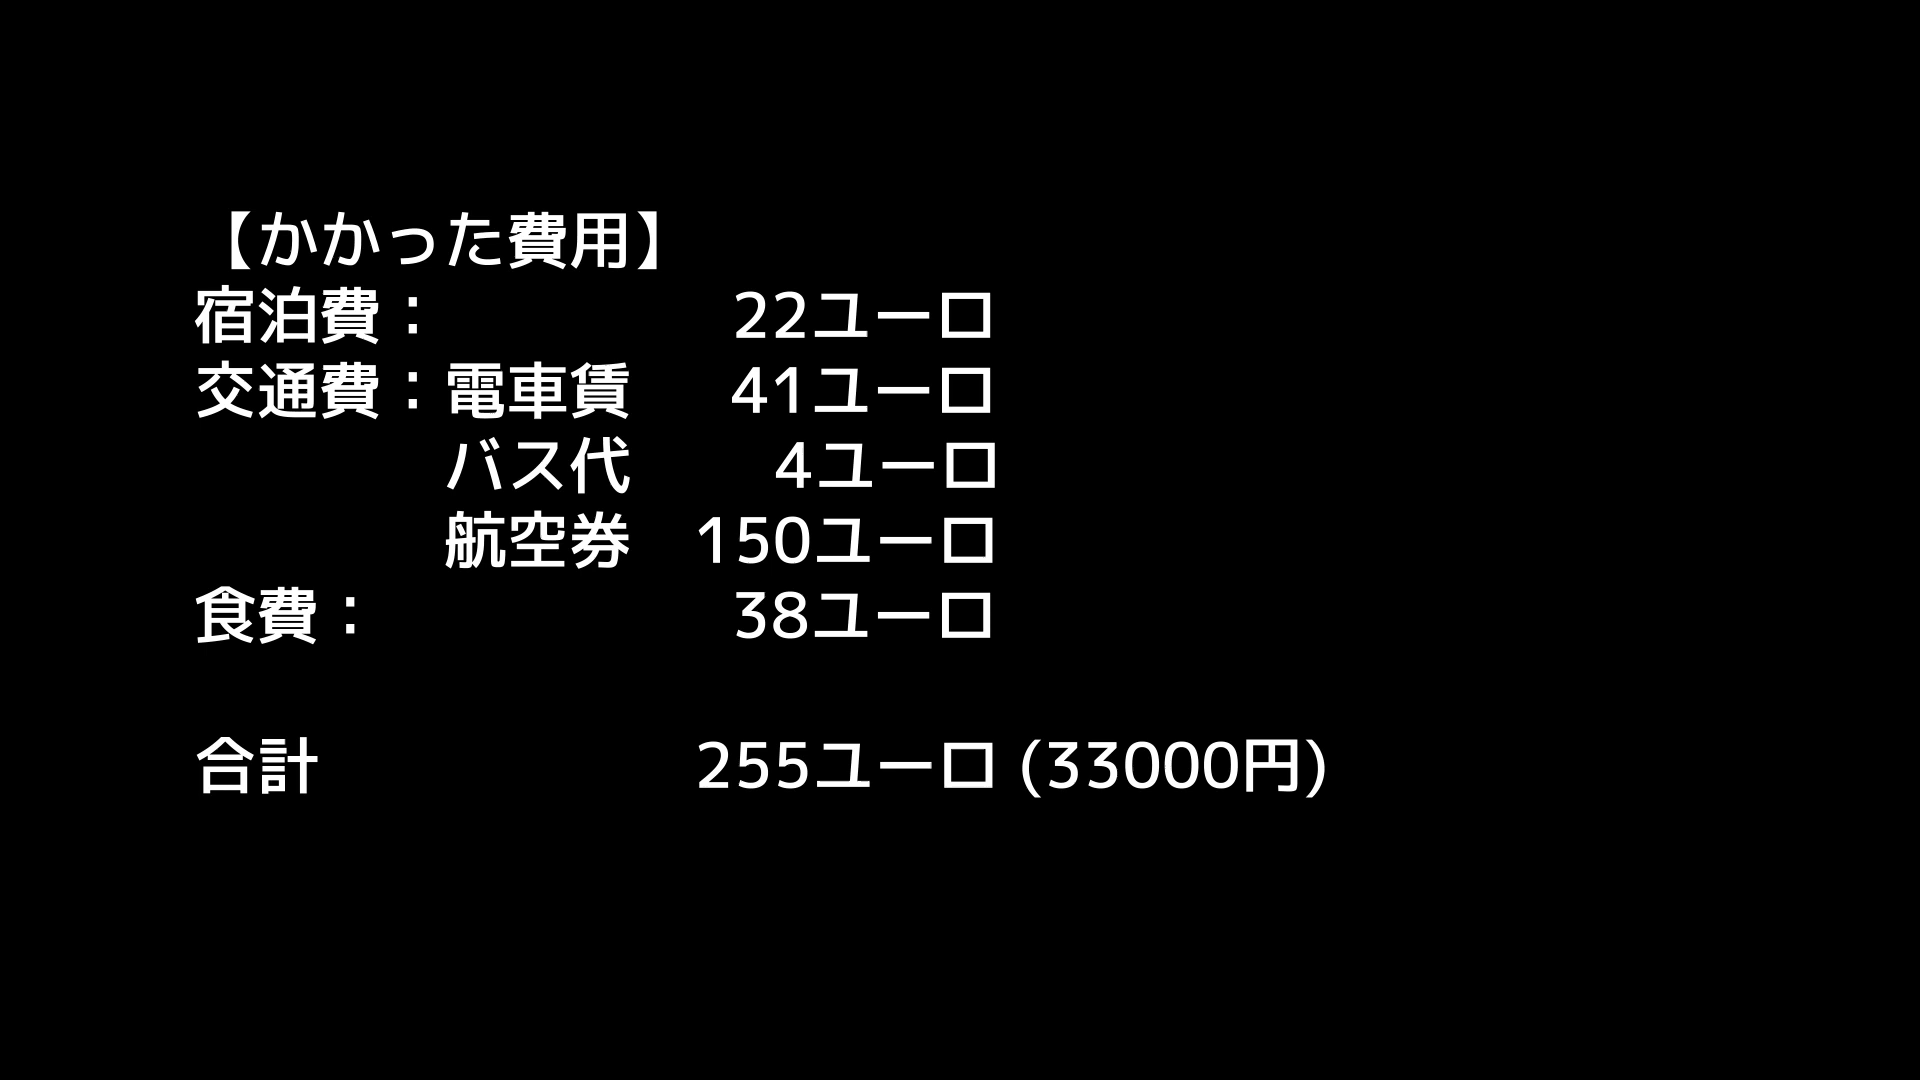 【かかった費用】
宿泊費： 22ユーロ
交通費：電車賃 41ユーロ
バス代 4ユーロ
航空券 150ユーロ
食費： 38ユーロ
合計 255ユーロ (33000円)